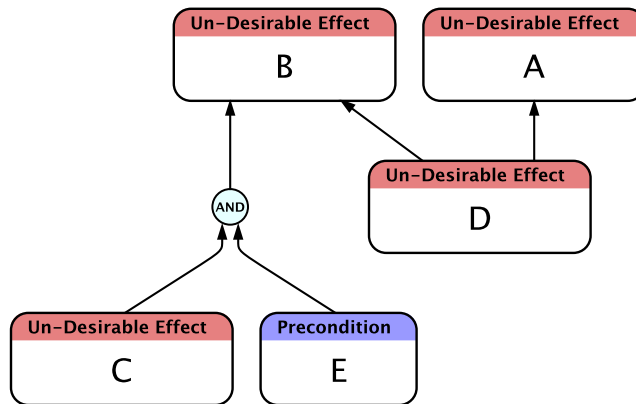 Un-Desirable Effect
B
Un-Desirable Effect
A
Un-Desirable Effect
D
AND
Un-Desirable Effect
C
Precondition
E